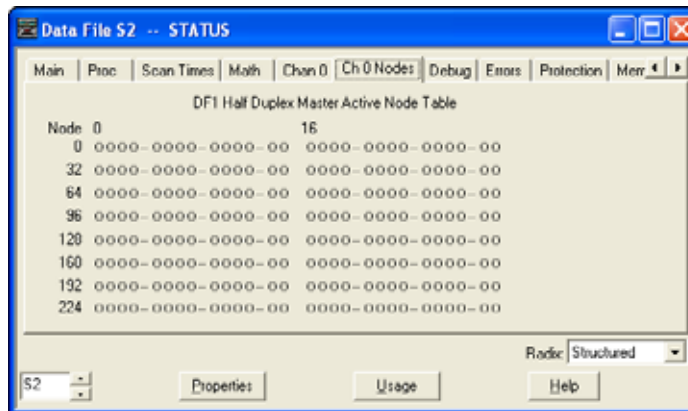 Data File S2 -- STATUS
Main Proc Scan Times Math Chan 0 Ch 0 Nodes Debug Errors Protection Mem
DF1 Half Duplex Master Active Node Table
Node 0 16
0 0000-0000-0000-00 0000-0000-0000-00
32 0000-0000-0000-00 0000-0000-0000-00
64 0000-0000-0000-00 0000-0000-0000-00
96 0000-0000-0000-00 0000-0000-0000-00
128 0000-0000-0000-00 0000-0000-0000-00
160 0000-0000-0000-00 0000-0000-0000-00
192 0000-0000-0000-00 0000-0000-0000-00
224 0000-0000-0000-00 0000-0000-0000-00
Radix: Structured
S2 Properties Usage Help